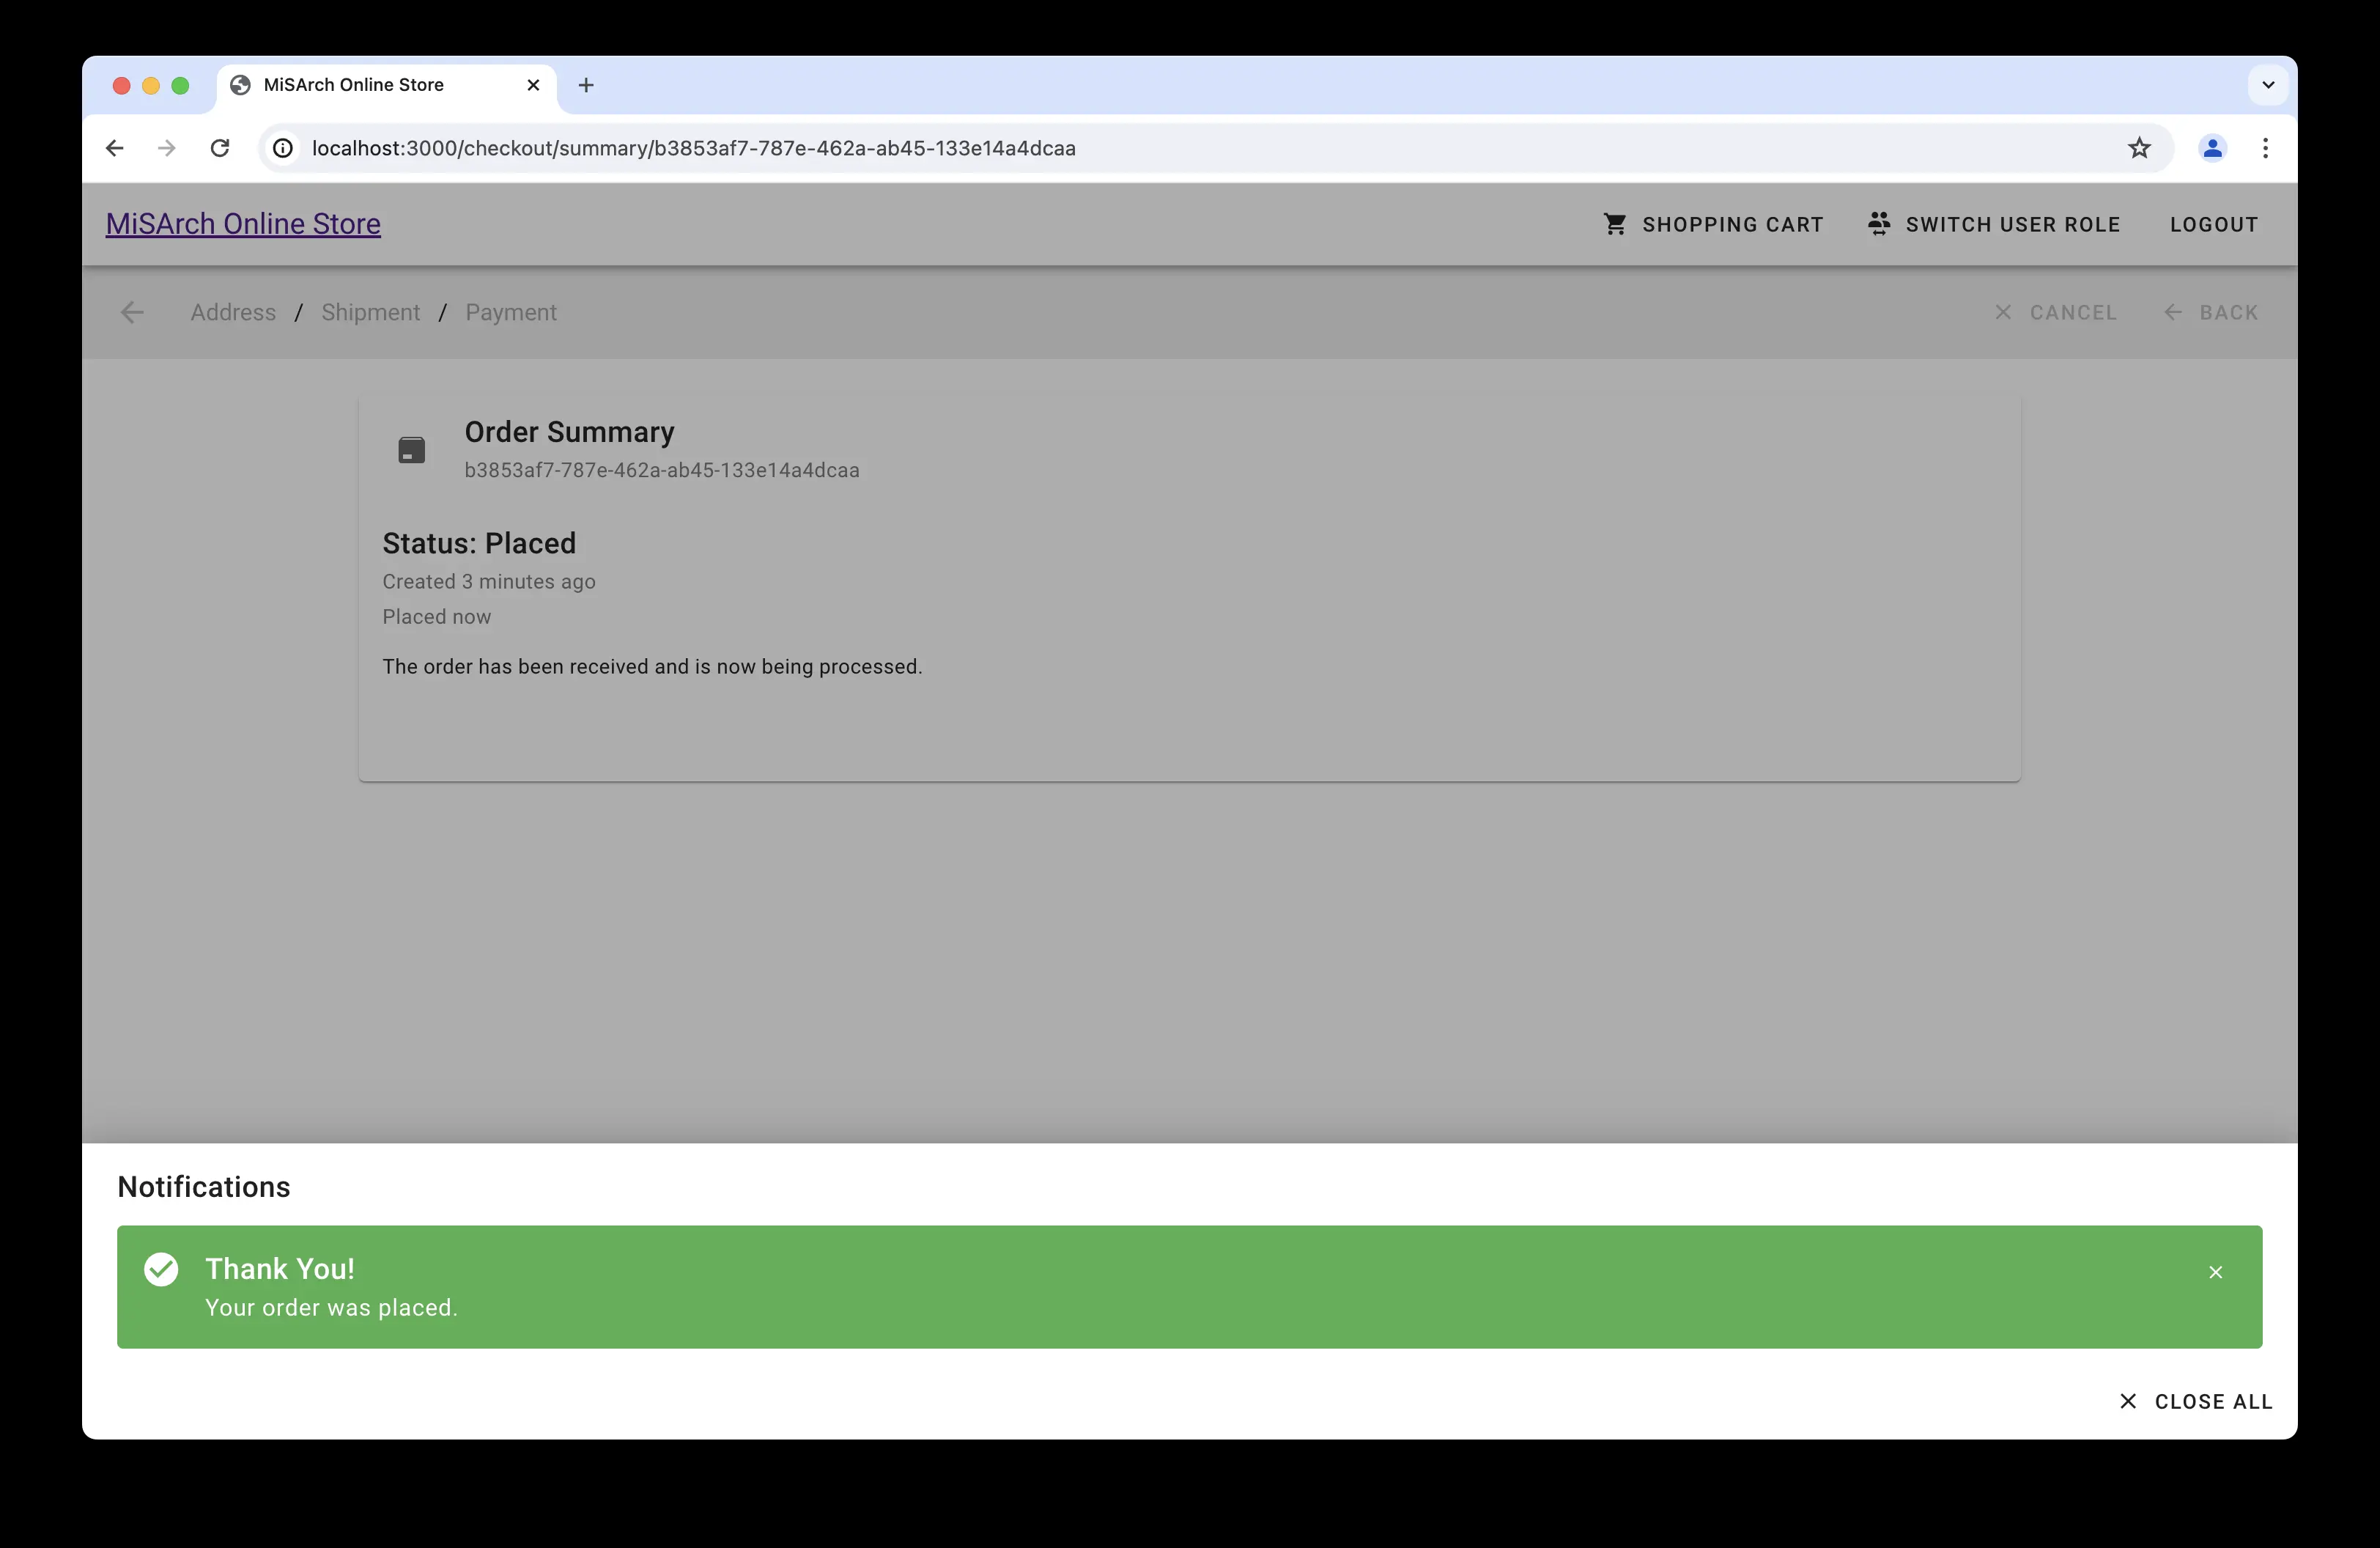 MiSArch Online Store
localhost:3000/checkout/summary/b3853af7-787e-462a-ab45-133e14a4dcaa
MiSArch Online Store SHOPPING CART SWITCH USER ROLE LOGOUT
Address / Shipment / Payment CANCEL BACK
Order Summary
b3853af7-787e-462a-ab45-133e14a4dcaa
Status: Placed
Created 3 minutes ago
Placed now
The order has been received and is now being processed.
Notifications
Thank You!
Your order was placed.
CLOSE ALL